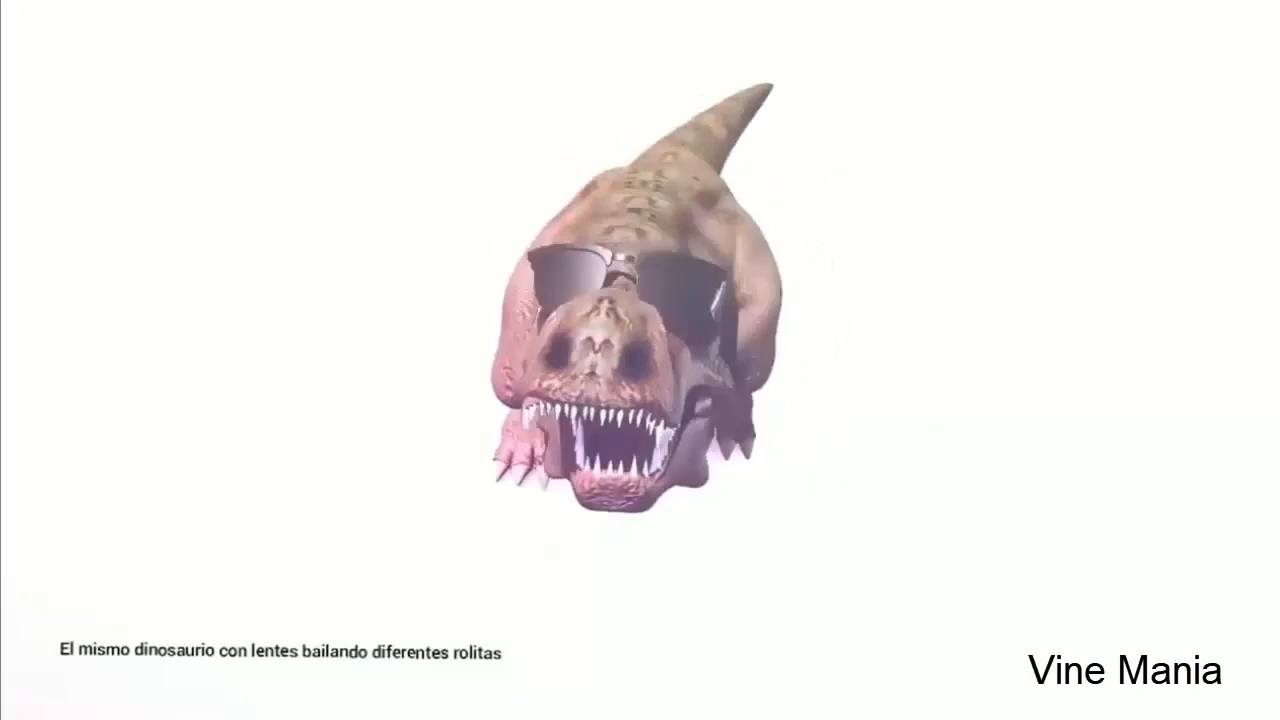 El mismo dinosaurio con lentes bailando diferentes rolitas
Vine Mania